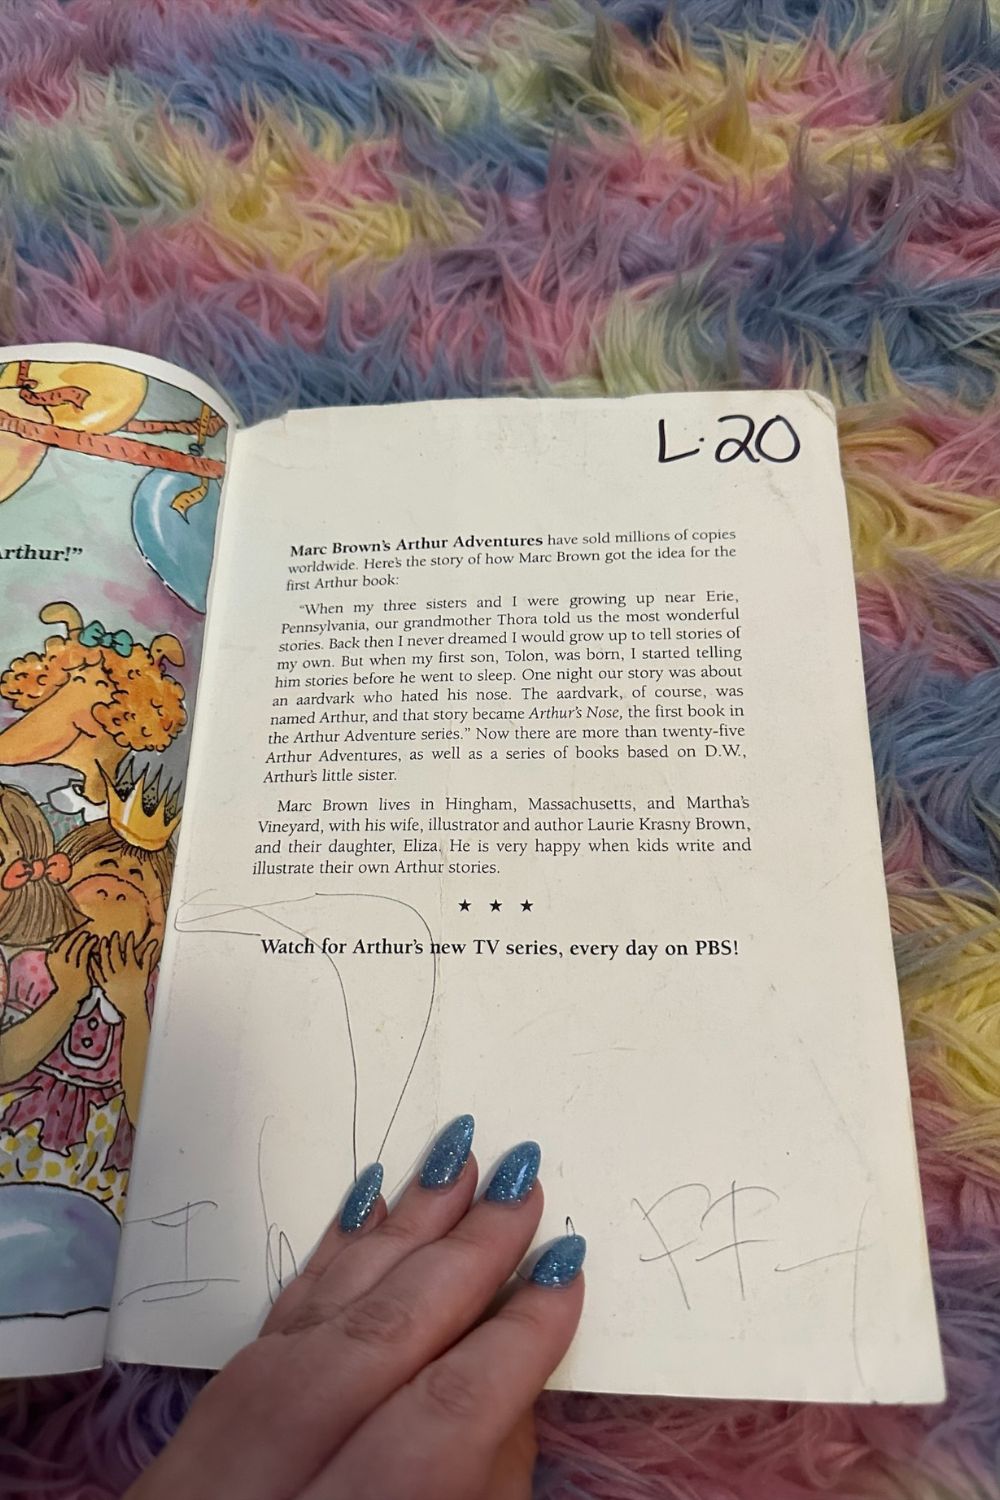 L.20
rthur!”
Marc Brown's Arthur Adventures have sold millions of copies
worldwide. Here's the story of how Marc Brown got the idea for the
first Arthur book:
“When my three sisters and I were growing up near Erie,
Pennsylvania, our grandmother Thora told us the most wonderful
stories. Back then I never dreamed I would grow up to tell stories of
my own. But when my first son, Tolon, was born, I started telling
him stories before he went to sleep. One night our story was about
an aardvark who hated his nose. The aardvark, of course, was
named Arthur, and that story became Arthur's Nose, the first book in
the Arthur Adventure series.” Now there are more than twenty-five
Arthur Adventures, as well as a series of books based on D.W.,
Arthur's little sister.
Marc Brown lives in Hingham, Massachusetts, and Martha's
Vineyard, with his wife, illustrator and author Laurie Krasny Brown,
and their daughter, Eliza. He is very happy when kids write and
illustrate their own Arthur stories.
★ ★ ★
Watch for Arthur's new TV series, every day on PBS!
I